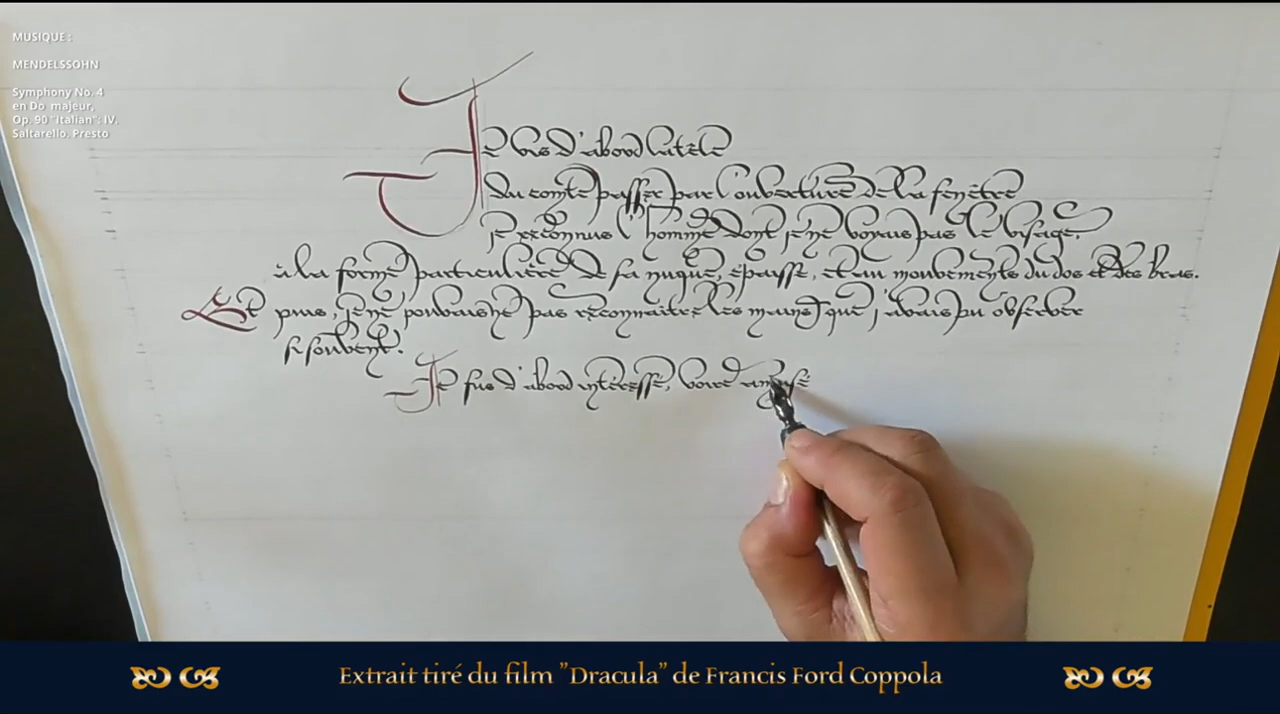 MUSIQUE :
MENDELSSOHN
Symphony No. 4
en Do majeur,
Op. 90 "Italian": IV.
Saltarello. Presto
Je vis d'abord la tête
du comte passer par l'ouverture de la fenêtre
je reconnus l'homme dont je ne voyais pas le visage,
à la forme particulière de sa nuque, épaisse, et au mouvements du dos et des bras.
Et puis, je ne pouvais pas reconnaitre les mains que j'avais pu observer
si souvent.
Je fus d'abord intéressé, voire amusé
Extrait tiré du film "Dracula" de Francis Ford Coppola